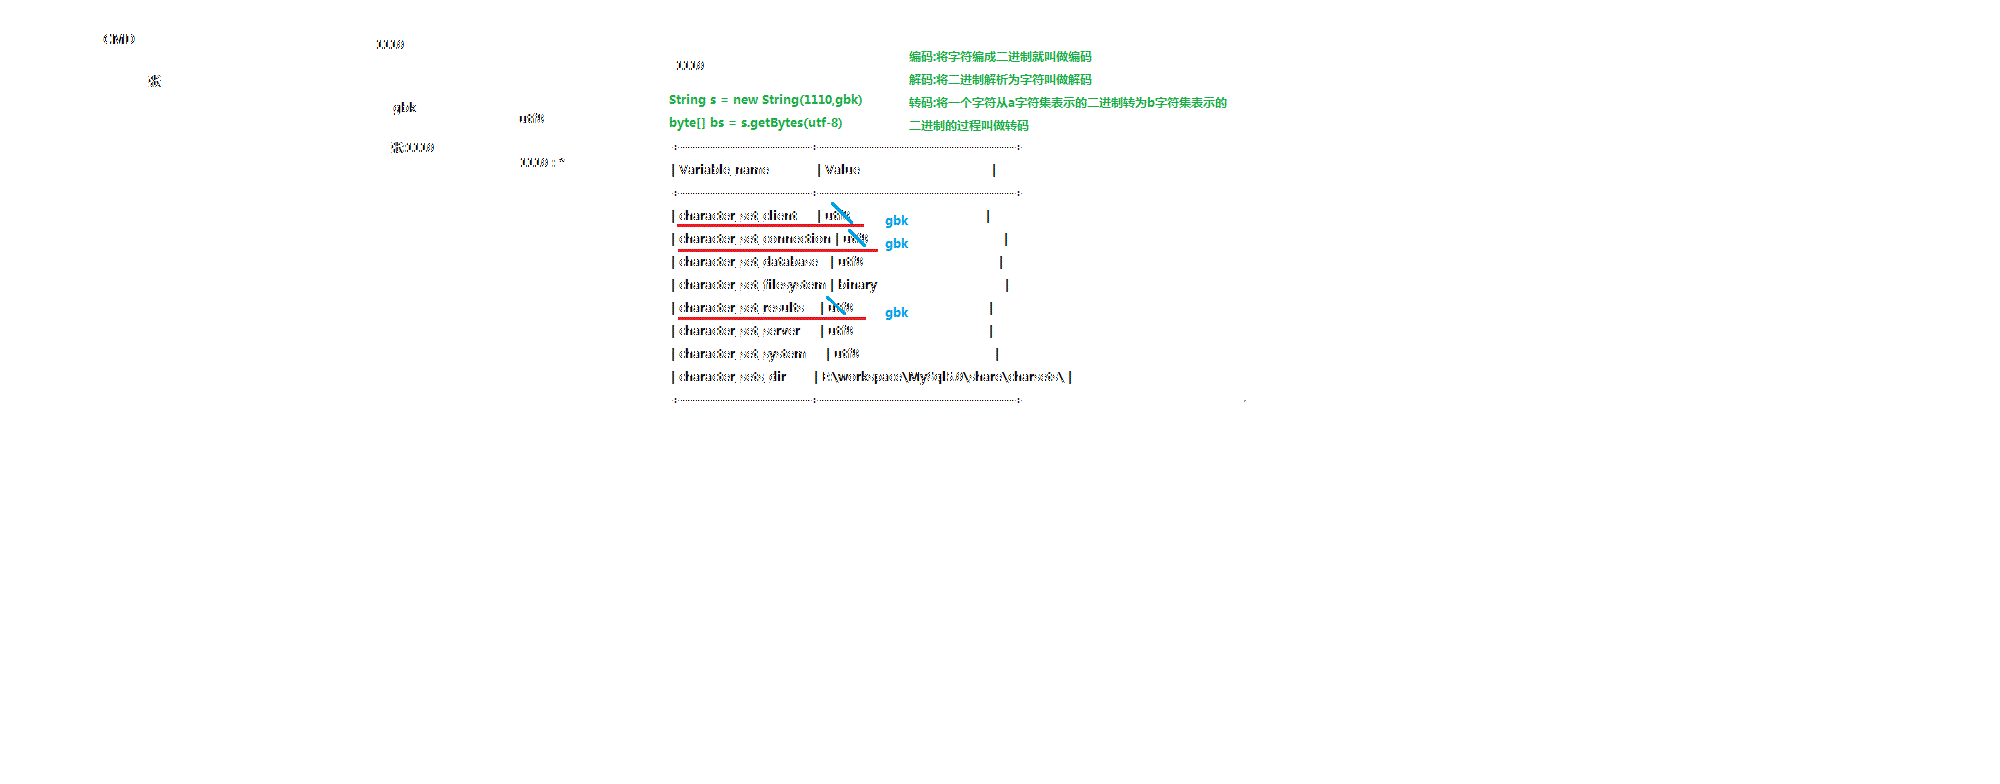 CMD
张
1110
gbk
utf8
张:1110
1110 : *
1110
String s = new String(1110,gbk)
byte[] bs = s.getBytes(utf-8)
编码:将字符编成二进制就叫做编码
解码:将二进制解析为字符叫做解码
转码:将一个字符从a字符集表示的二进制转为b字符集表示的
二进制的过程叫做转码
| Variable_name | Value |
| character_set_client | utf8 | gbk
| character_set_connection | utf8 | gbk
| character_set_database | utf8 |
| character_set_filesystem | binary |
| character_set_results | utf8 | gbk
| character_set_server | utf8 |
| character_set_system | utf8 |
| character_sets_dir | E:\workspace\MySql5.0\share\charsets\ |